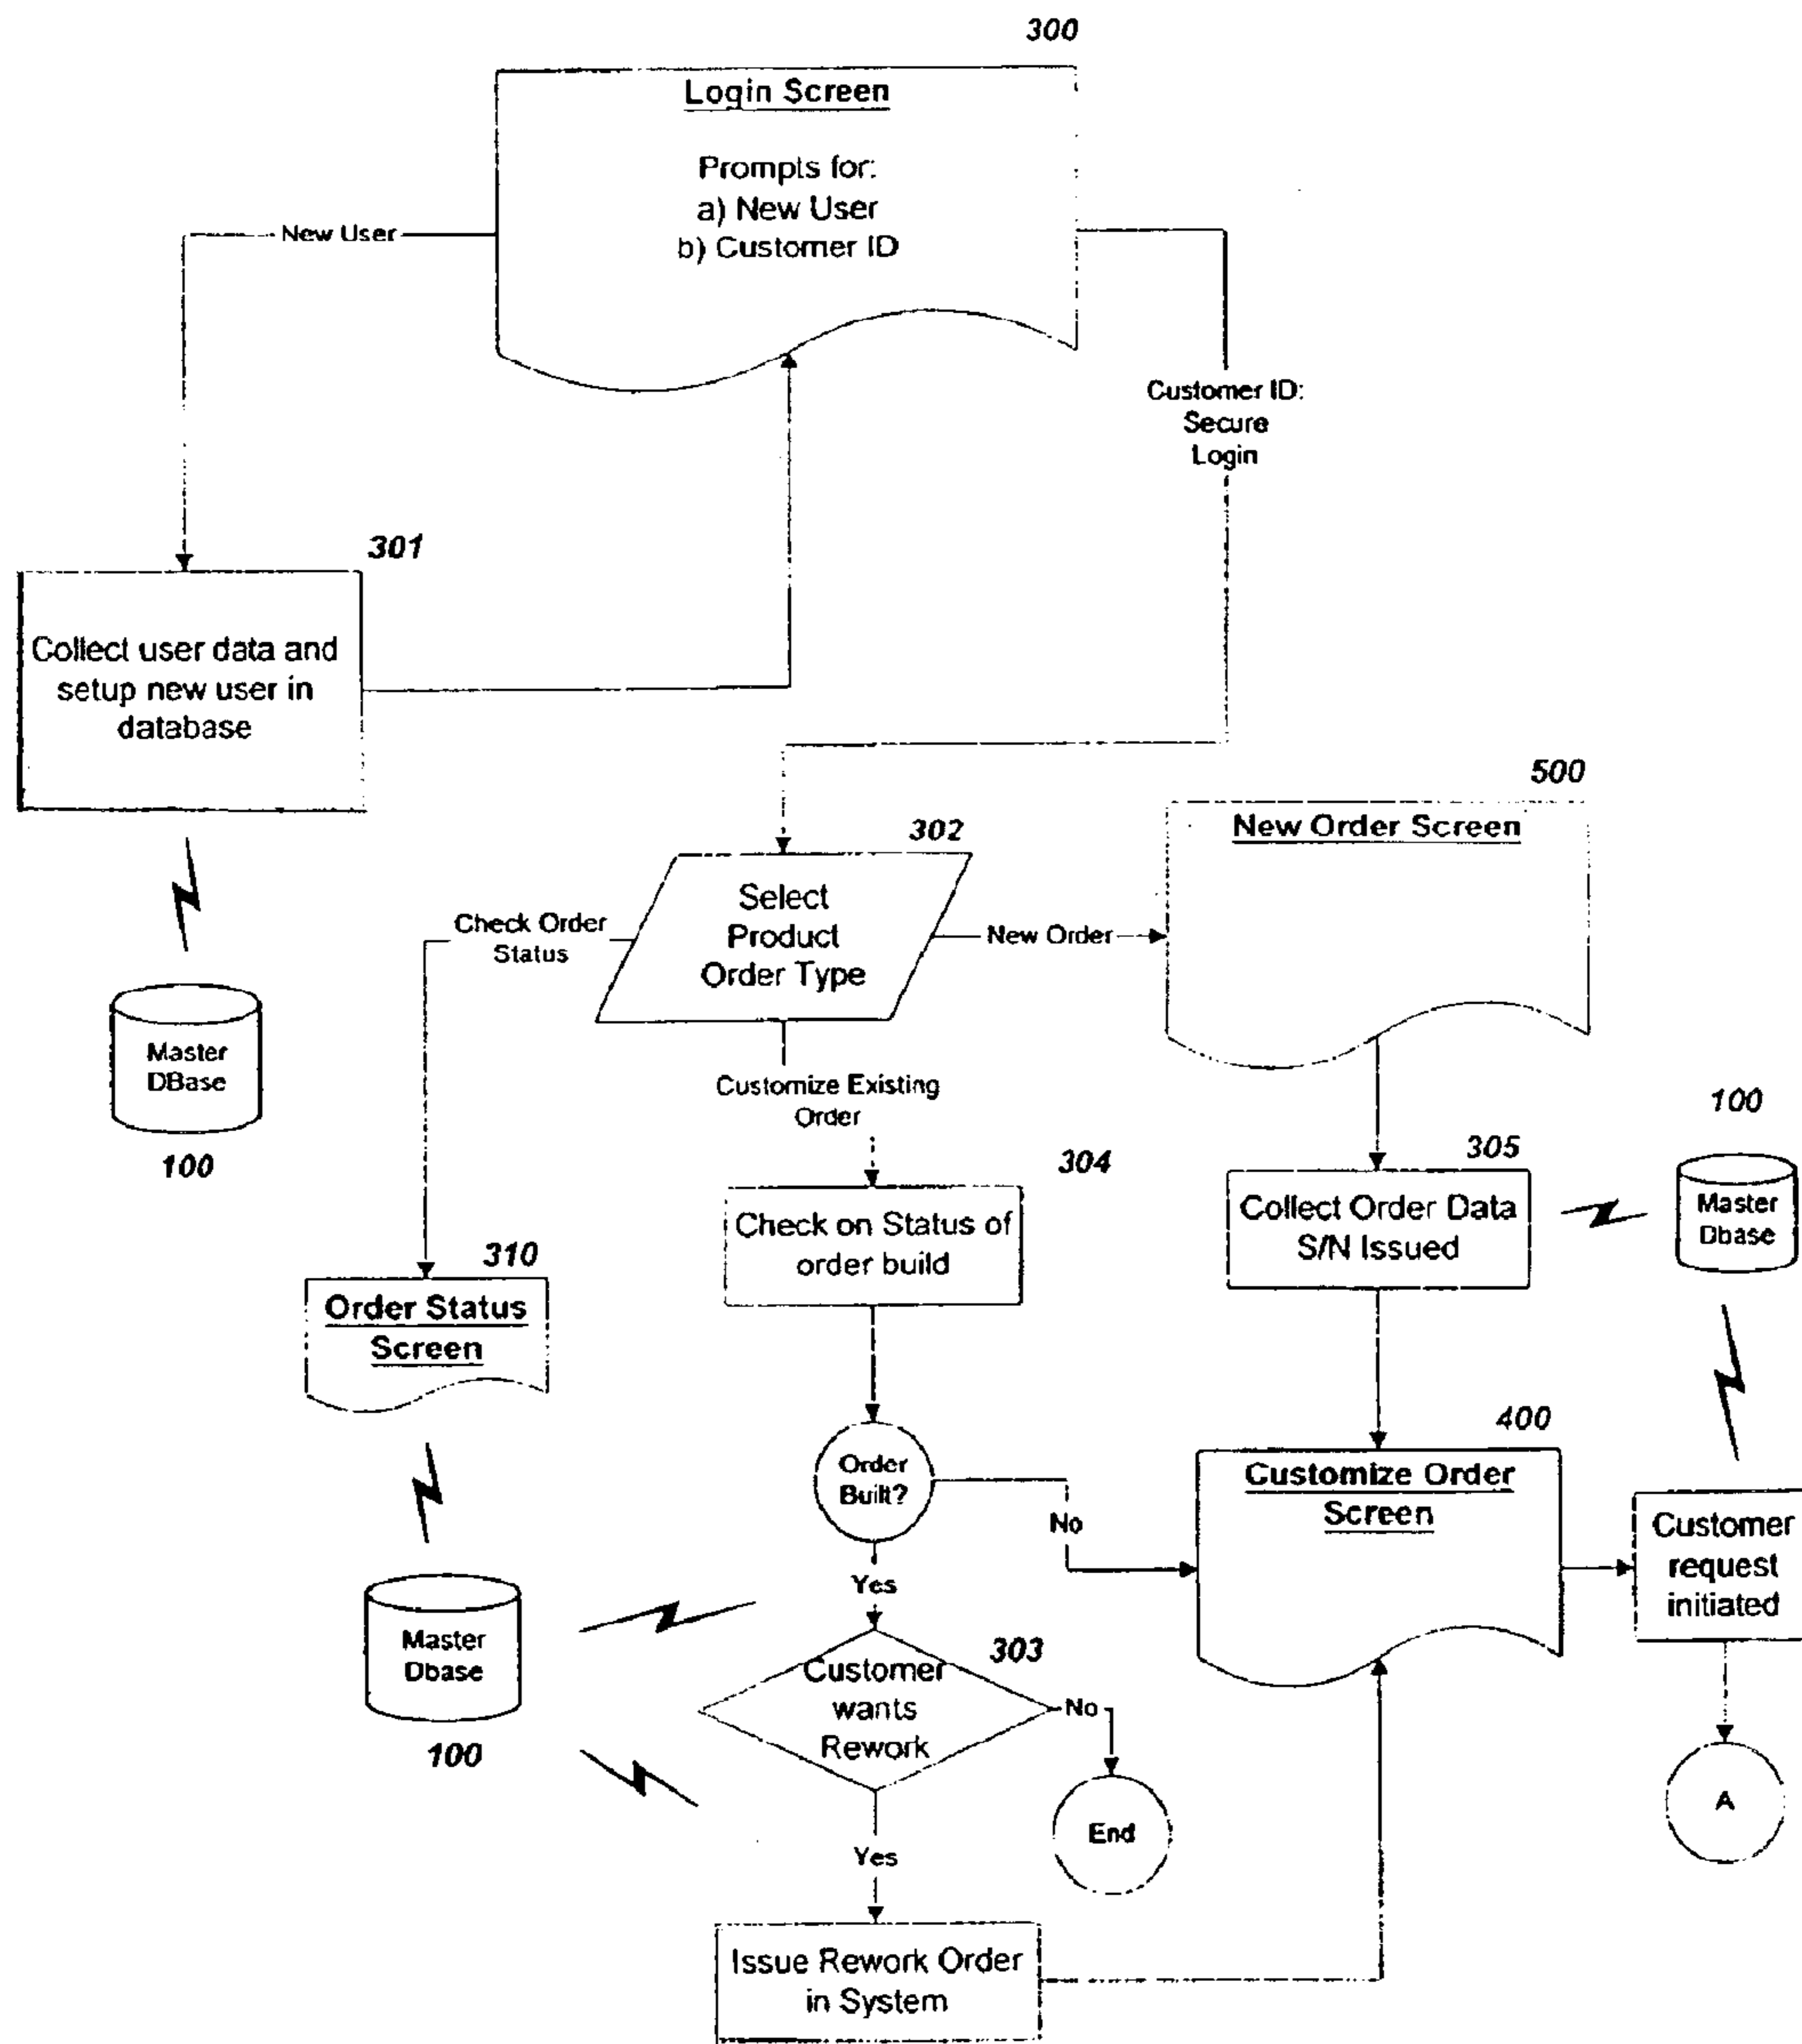 300
Login Screen
Prompts for:
a) New User
b) Customer ID
New User
Customer ID:
Secure
Login
301
Collect user data and
setup new user in
database
500
New Order Screen
302
Select
Product
Order Type
Check Order
Status
New Order
Master
DBase
100
Customize Existing
Order
304
Check on Status of
order build
305
Collect Order Data
S/N Issued
100
Master
Dbase
310
Order Status
Screen
400
Customize Order
Screen
Order
Built?
No
Yes
Customer
request
initiated
Master
Dbase
100
303
Customer
wants
Rework
No
End
A
Yes
Issue Rework Order
in System